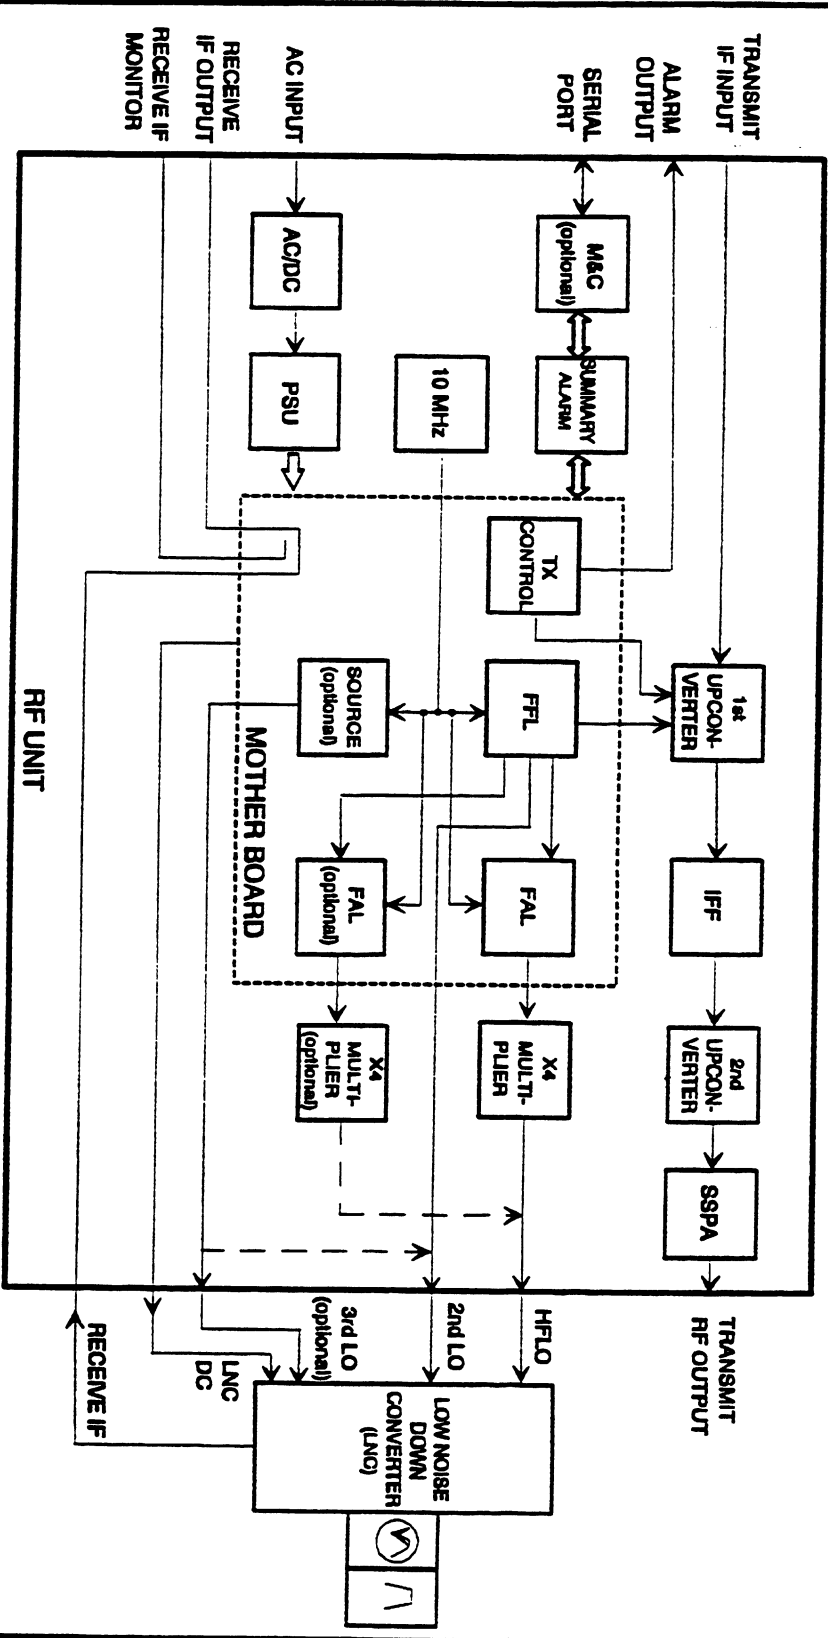 TRANSMIT
IF INPUT
ALARM
OUTPUT
SERIAL
PORT
AC INPUT
RECEIVE
IF OUTPUT
RECEIVE IF
MONITOR
1st
UPCON-
VERTER
IFF
2nd
UPCON-
VERTER
SSPA
TRANSMIT
RF OUTPUT
M&C
(optional)
SUMMARY
ALARM
TX
CONTROL
FFL
FAL
X4
MULTI-
PLIER
HFLO
10 MHz
2nd LO
AC/DC
PSU
SOURCE
(optional)
FAL
(optional)
X4
MULTI-
PLIER
(optional)
3rd LO
(optional)
MOTHER BOARD
LNC
DC
LOW NOISE
DOWN
CONVERTER
(LNC)
RECEIVE IF
RF UNIT